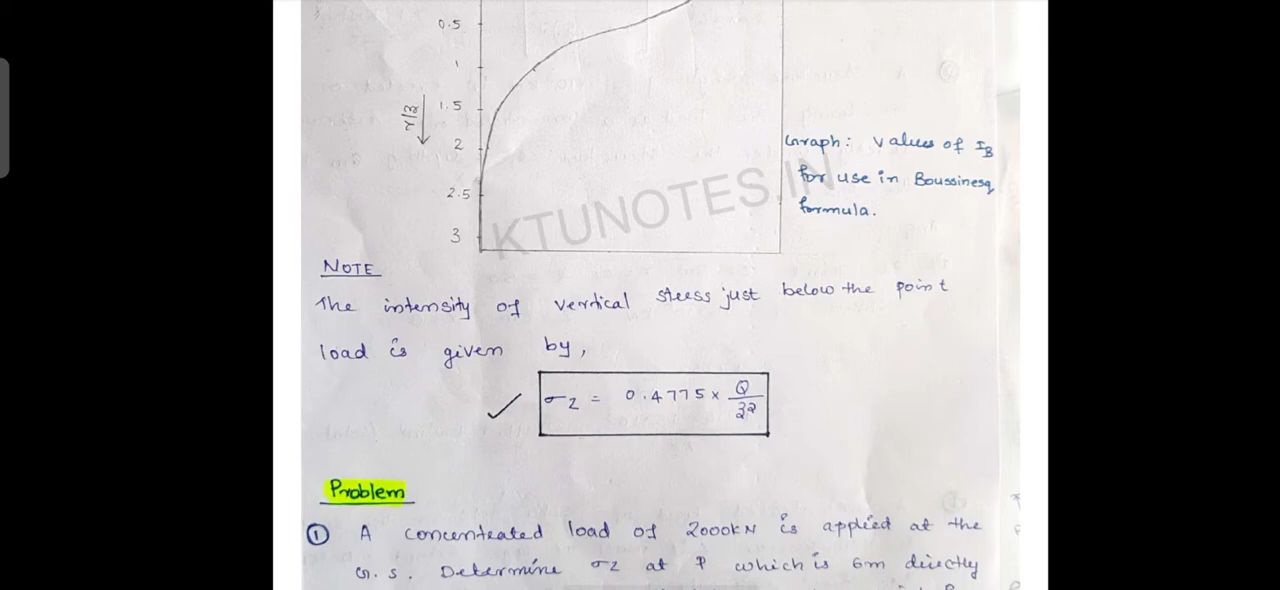 0.5
1
1.5
r/z
2
2.5
3
Graph: Values of IB
for use in Boussinesq
formula.
KTUNOTES.IN
NOTE
The intensity of vertical stress just below the point
load is given by,
σz = 0.4775 × Q/z²
Problem
① A concentrated load of 2000kN is applied at the
G.S. Determine σz at P which is 6m directly